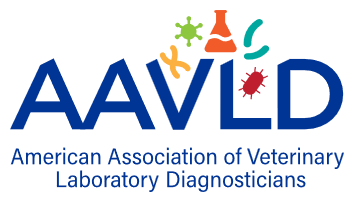 AAVLD
American Association of Veterinary
Laboratory Diagnosticians